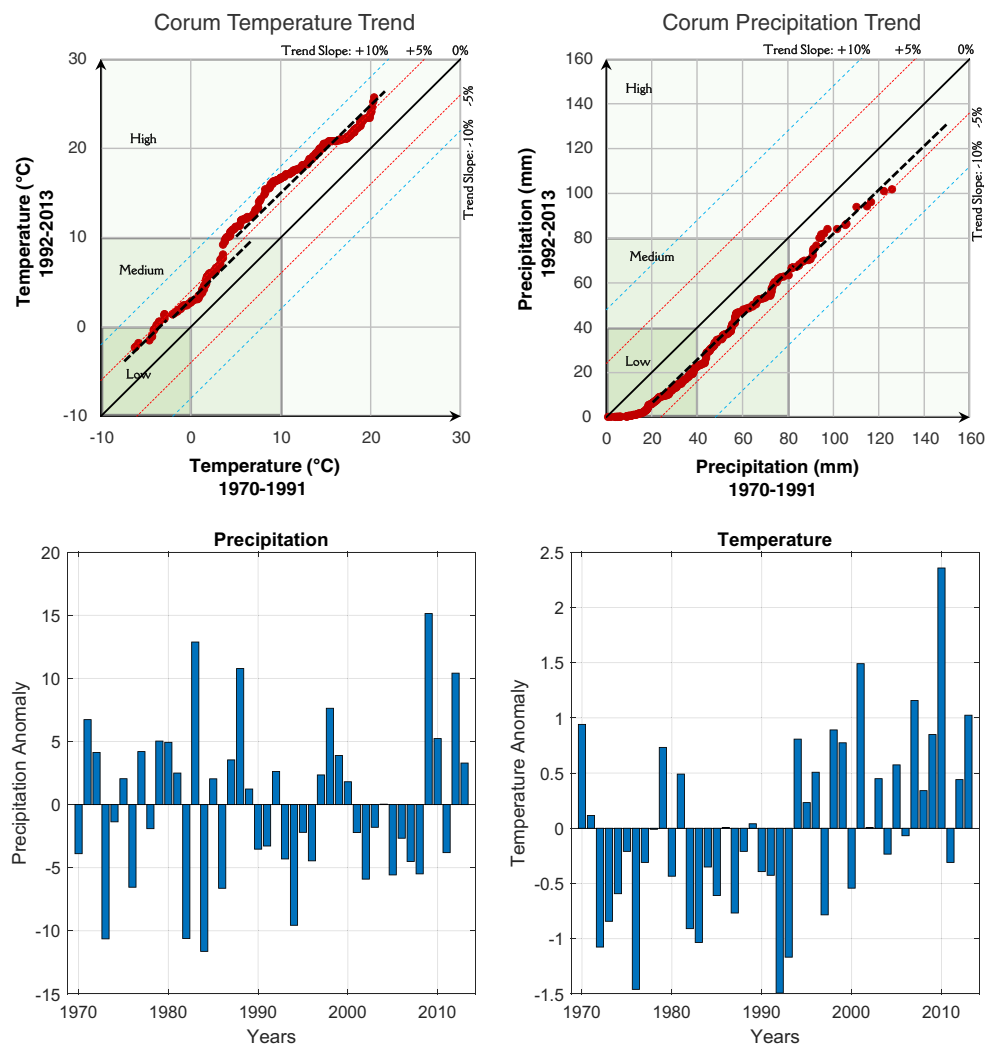 Corum Temperature Trend
Trend Slope: +10% +5% 0%
30
20
10
0
-10
High
Medium
Low
-5%
Trend Slope: -10%
Temperature (°C)
1992-2013
-10 0 10 20 30
Temperature (°C)
1970-1991
Corum Precipitation Trend
Trend Slope: +10% +5% 0%
160
140
120
100
80
60
40
20
0
High
Medium
Low
-5%
Trend Slope: -10%
Precipitation (mm)
1992-2013
0 20 40 60 80 100 120 140 160
Precipitation (mm)
1970-1991
Precipitation
20
15
10
5
0
-5
-10
-15
Precipitation Anomaly
1970 1980 1990 2000 2010
Years
Temperature
2.5
2
1.5
1
0.5
0
-0.5
-1
-1.5
Temperature Anomaly
1970 1980 1990 2000 2010
Years